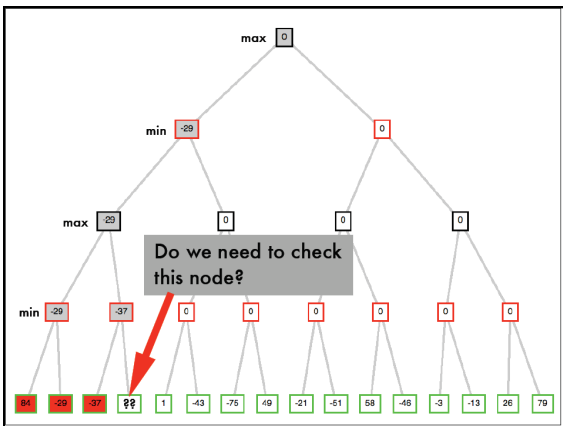 max 0
min -29 0
max -29 0 0 0
Do we need to check
this node?
min -29 -37 0 0 0 0 0 0
84 -29 -37 ?? 1 -43 -75 49 -21 -51 58 -46 -3 -13 26 79